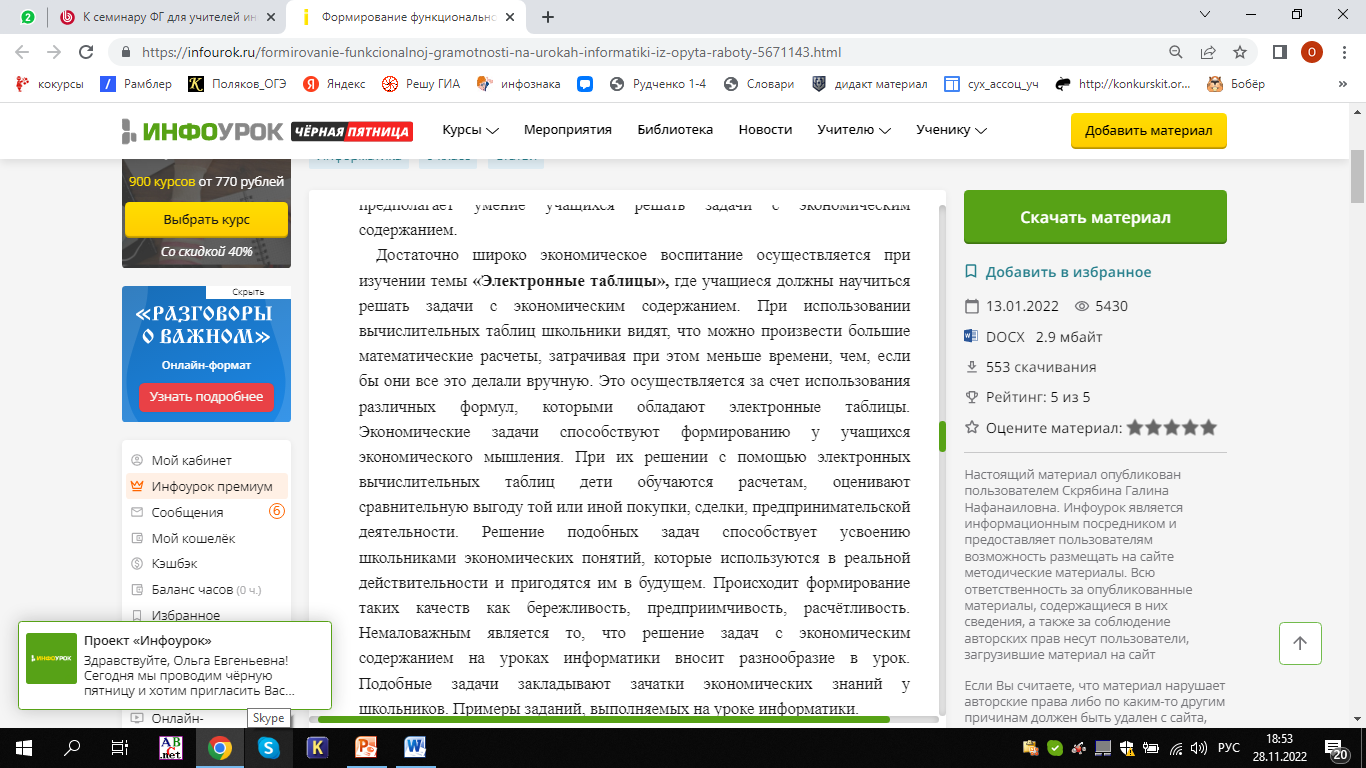 2
К семинару ФГ для учителей ин
Формирование функционально
https://infourok.ru/formirovanie-funkcionalnoj-gramotnosti-na-urokah-informatiki-iz-opyta-raboty-5671143.html
О
кокурсы
Рамблер
Поляков_ОГЭ
Яндекс
Решу ГИА
инфознака
Рудченко 1-4
Словари
дидакт материал
сух_ассоц_уч
http://konkurskit.or...
Бобёр
»
ИНФОУРОК
ЧЁРНАЯ ПЯТНИЦА
Курсы
Мероприятия
Библиотека
Новости
Учителю
Ученику
Добавить материал
900 курсов от 770 рублей
Выбрать курс
Со скидкой 40%
Скрыть
«РАЗГОВОРЫ
О ВАЖНОМ»
Онлайн-формат
Узнать подробнее
Мой кабинет
Инфоурок премиум
Сообщения
6
Мой кошелёк
Кэшбэк
Баланс часов (0 ч.)
Избранное
Онлайн-
предполагает умение учащихся решать задачи с экономическим
содержанием.
Достаточно широко экономическое воспитание осуществляется при
изучении темы «Электронные таблицы», где учащиеся должны научиться
решать задачи с экономическим содержанием. При использовании
вычислительных таблиц школьники видят, что можно произвести большие
математические расчеты, затрачивая при этом меньше времени, чем, если
бы они все это делали вручную. Это осуществляется за счет использования
различных формул, которыми обладают электронные таблицы.
Экономические задачи способствуют формированию у учащихся
экономического мышления. При их решении с помощью электронных
вычислительных таблиц дети обучаются расчетам, оценивают
сравнительную выгоду той или иной покупки, сделки, предпринимательской
деятельности. Решение подобных задач способствует усвоению
школьниками экономических понятий, которые используются в реальной
действительности и пригодятся им в будущем. Происходит формирование
таких качеств как бережливость, предприимчивость, расчётливость.
Немаловажным является то, что решение задач с экономическим
содержанием на уроках информатики вносит разнообразие в урок.
Подобные задачи закладывают зачатки экономических знаний у
школьников. Примеры заданий, выполняемых на уроке информатики.
Скачать материал
Добавить в избранное
13.01.2022
5430
DOCX
2.9 мбайт
553 скачивания
Рейтинг: 5 из 5
Оцените материал:
Настоящий материал опубликован
пользователем Скрябина Галина
Нафанаиловна. Инфоурок является
информационным посредником и
предоставляет пользователям
возможность размещать на сайте
методические материалы. Всю
ответственность за опубликованные
материалы, содержащиеся в них
сведения, а также за соблюдение
авторских прав несут пользователи,
загрузившие материал на сайт
Если Вы считаете, что материал нарушает
авторские права либо по каким-то другим
причинам должен быть удален с сайта,
ИНФОУРОК
Проект «Инфоурок»
Здравствуйте, Ольга Евгеньевна!
Сегодня мы проводим чёрную
пятницу и хотим пригласить Вас...
Skype
РУС
18:53
28.11.2022
20